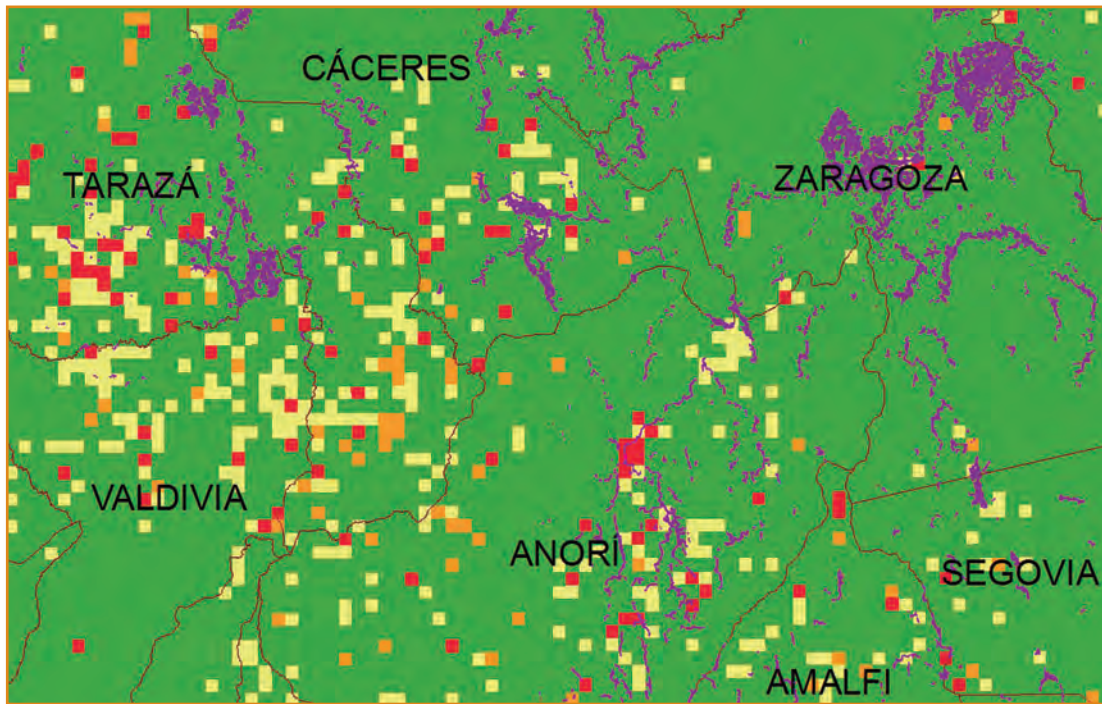 CÁCERES
TARAZÁ
ZARAGOZA
VALDIVIA
ANORÍ
SEGOVIA
AMALFI